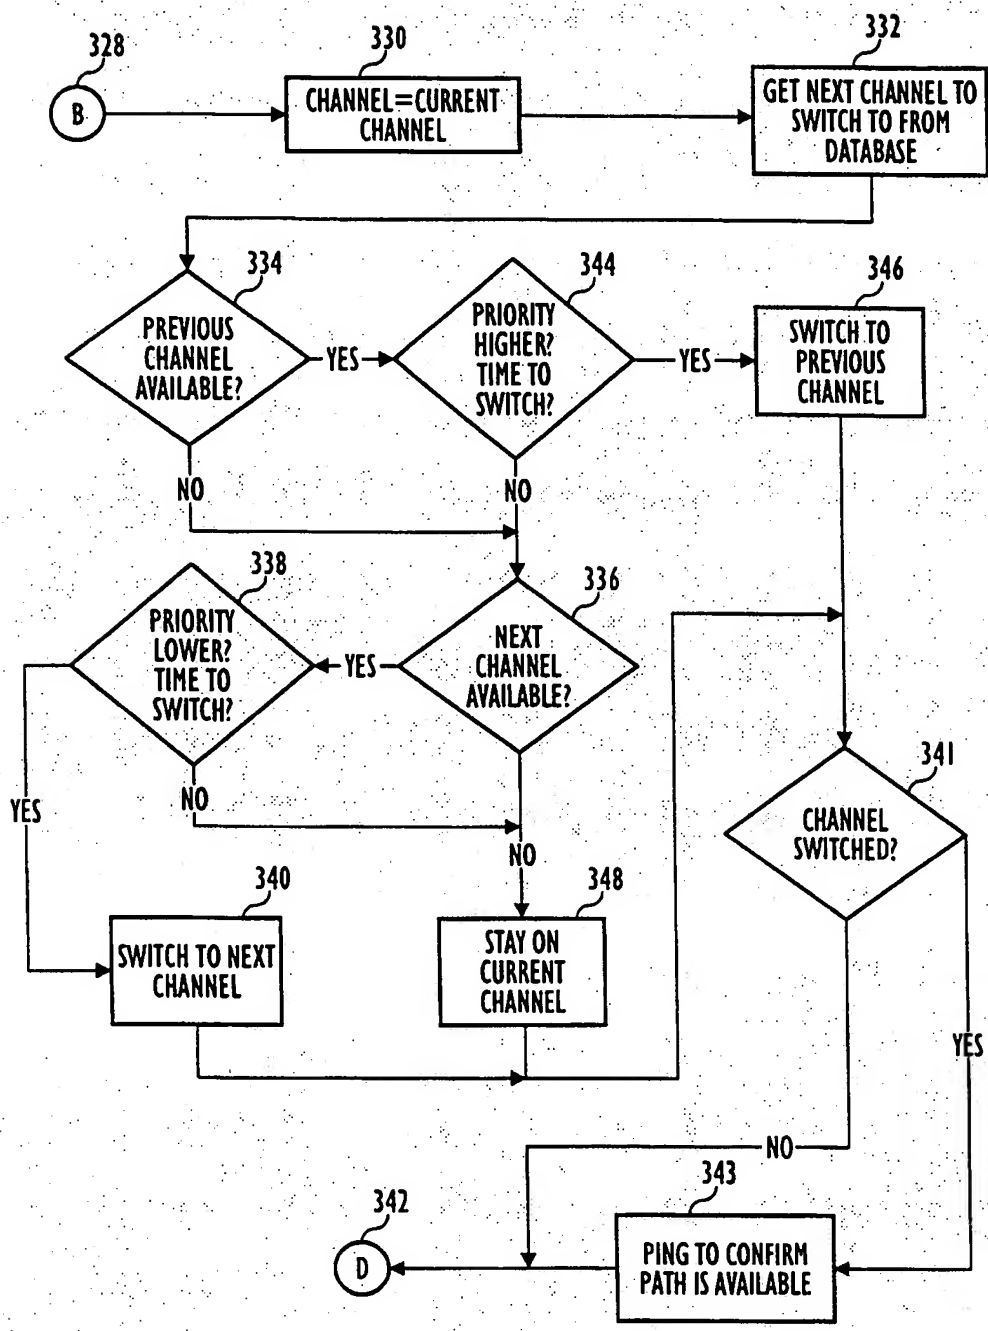 328
330
332
B
CHANNEL=CURRENT
CHANNEL
GET NEXT CHANNEL TO
SWITCH TO FROM
DATABASE
334
344
346
PREVIOUS
CHANNEL
AVAILABLE?
YES
PRIORITY
HIGHER?
TIME TO
SWITCH?
YES
SWITCH TO
PREVIOUS
CHANNEL
NO
NO
338
336
PRIORITY
LOWER?
TIME TO
SWITCH?
YES
NEXT
CHANNEL
AVAILABLE?
341
YES
NO
NO
CHANNEL
SWITCHED?
340
348
SWITCH TO NEXT
CHANNEL
STAY ON
CURRENT
CHANNEL
YES
NO
343
342
D
PING TO CONFIRM
PATH IS AVAILABLE